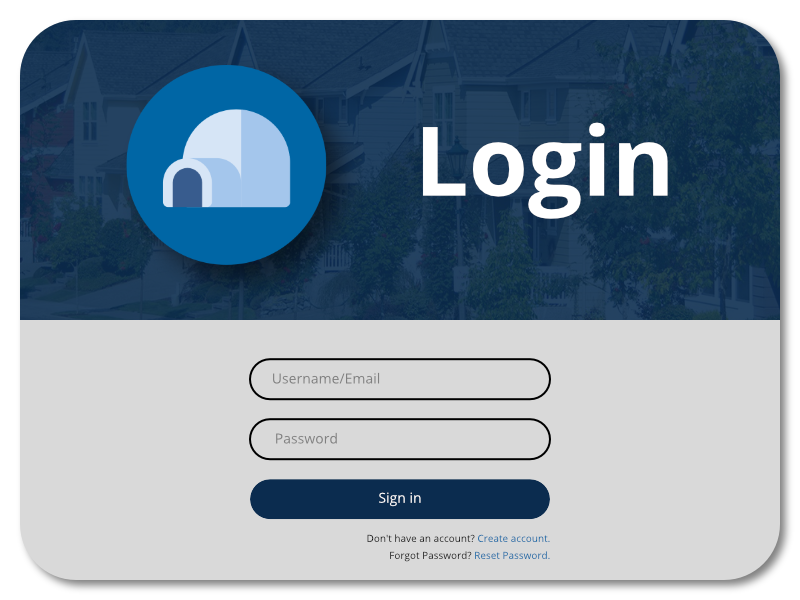 Login
Username/Email
Password
Sign in
Don't have an account? Create account.
Forgot Password? Reset Password.